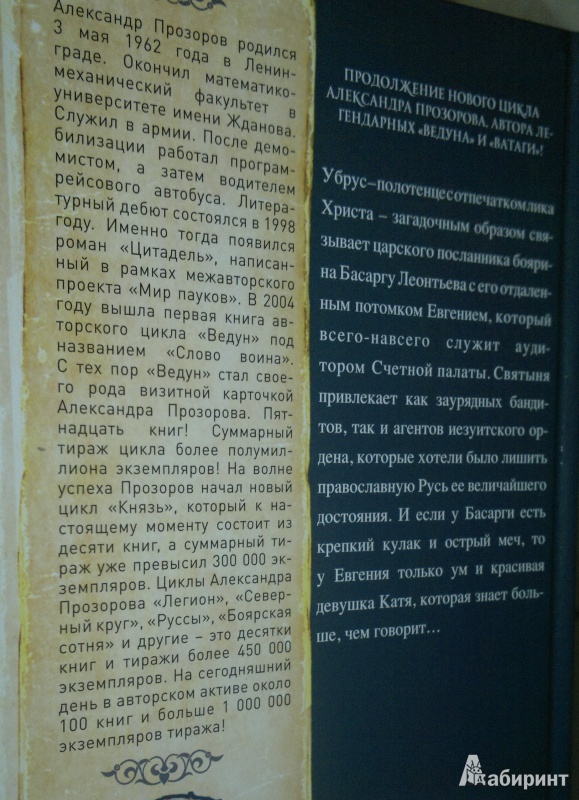 Александр Прозоров родился
3 мая 1962 года в Ленин-
граде. Окончил математико-
механический факультет в
университете имени Жданова.
Служил в армии. После демо-
билизации работал програм-
мистом, а затем водителем
рейсового автобуса. Литера-
турный дебют состоялся в 1998
году. Именно тогда появился
роман «Цитадель», написан-
ный в рамках межавторского
проекта «Мир пауков». В 2004
году вышла первая книга ав-
торского цикла «Ведун» под
названием «Слово воина».
С тех пор «Ведун» стал свое-
го рода визитной карточкой
Александра Прозорова. Пят-
надцать книг! Суммарный
тираж цикла более полумил-
лиона экземпляров! На волне
успеха Прозоров начал новый
цикл «Князь», который к на-
стоящему моменту состоит из
десяти книг, а суммарный ти-
раж уже превысил 300 000 эк-
земпляров. Циклы Александра
Прозорова «Легион», «Север-
ный круг», «Руссы», «Боярская
сотня» и другие – это десятки
книг и тиражи более 450 000
экземпляров. На сегодняшний
день в авторском активе около
100 книг и больше 1 000 000
экземпляров тиража!
ПРОДОЛЖЕНИЕ НОВОГО ЦИКЛА
АЛЕКСАНДРА ПРОЗОРОВА, АВТОРА ЛЕ-
ГЕНДАРНЫХ «ВЕДУНА» И «ВАТАГИ»!
Убрус – полотенце с отпечатком лика
Христа – загадочным образом свя-
зывает царского посланника бояри-
на Басаргу Леонтьева с его отдален-
ным потомком Евгением, который
всего-навсего служит ауди-
тором Счетной палаты. Святыня
привлекает как заурядных банди-
тов, так и агентов иезуитского ор-
дена, которые хотели было лишить
православную Русь ее величайшего
достояния. И если у Басарги есть
крепкий кулак и острый меч, то
у Евгения только ум и красивая
девушка Катя, которая знает боль-
ше, чем говорит...
Лабиринт